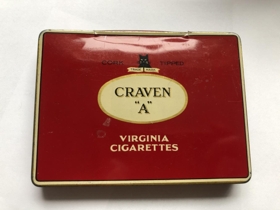 CORK TIPPED
CRAVEN
"A"
VIRGINIA
CIGARETTES